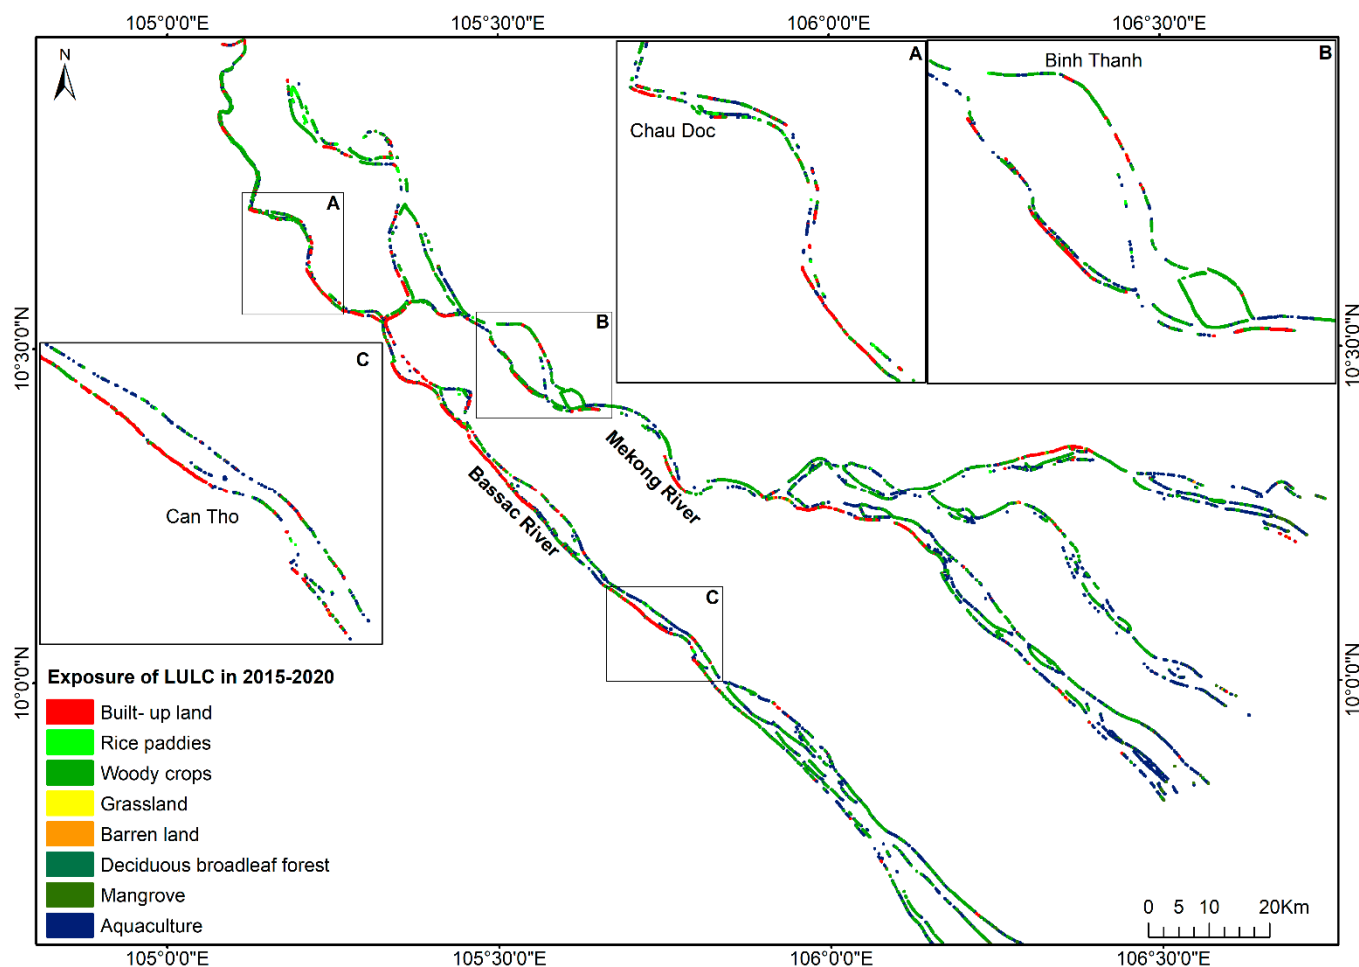 105°0'0"E
105°30'0"E
106°0'0"E
106°30'0"E
N
A
B
Binh Thanh
Chau Doc
A
B
10°30'0"N
10°30'0"N
C
Mekong River
Bassac River
Can Tho
C
10°0'0"N
10°0'0"N
Exposure of LULC in 2015-2020
Built- up land
Rice paddies
Woody crops
Grassland
Barren land
Deciduous broadleaf forest
Mangrove
Aquaculture
0 5 10 20Km
105°0'0"E
105°30'0"E
106°0'0"E
106°30'0"E